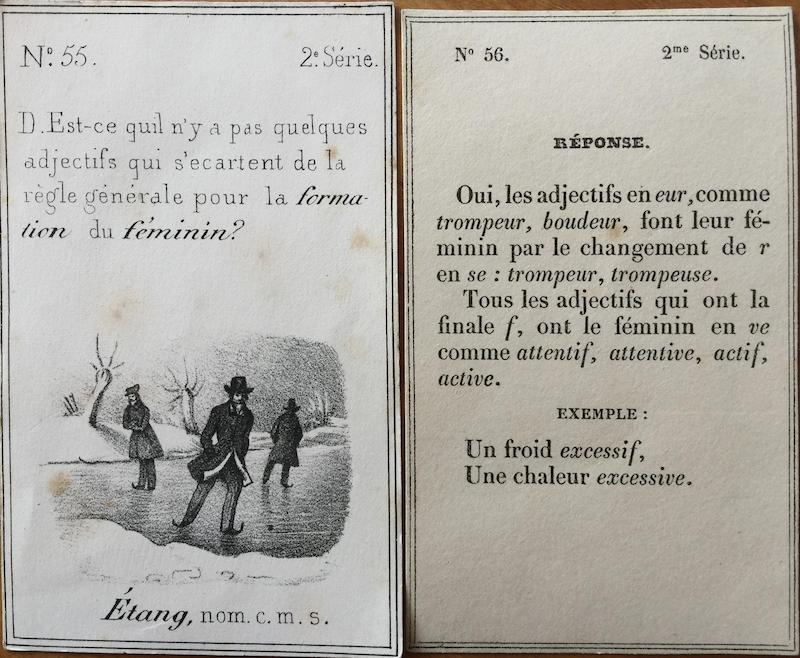 Nº 55.
2e Série.
D. Est-ce quil n'y a pas quelques
adjectifs qui s'ecartent de la
règle générale pour la forma-
tion du féminin?
Étang, nom. c. m. s.
Nº 56.
2me Série.
RÉPONSE.
Oui, les adjectifs en eur, comme
trompeur, boudeur, font leur fé-
minin par le changement de r
en se : trompeur, trompeuse.
Tous les adjectifs qui ont la
finale f, ont le féminin en ve
comme attentif, attentive, actif,
active.
EXEMPLE :
Un froid excessif,
Une chaleur excessive.